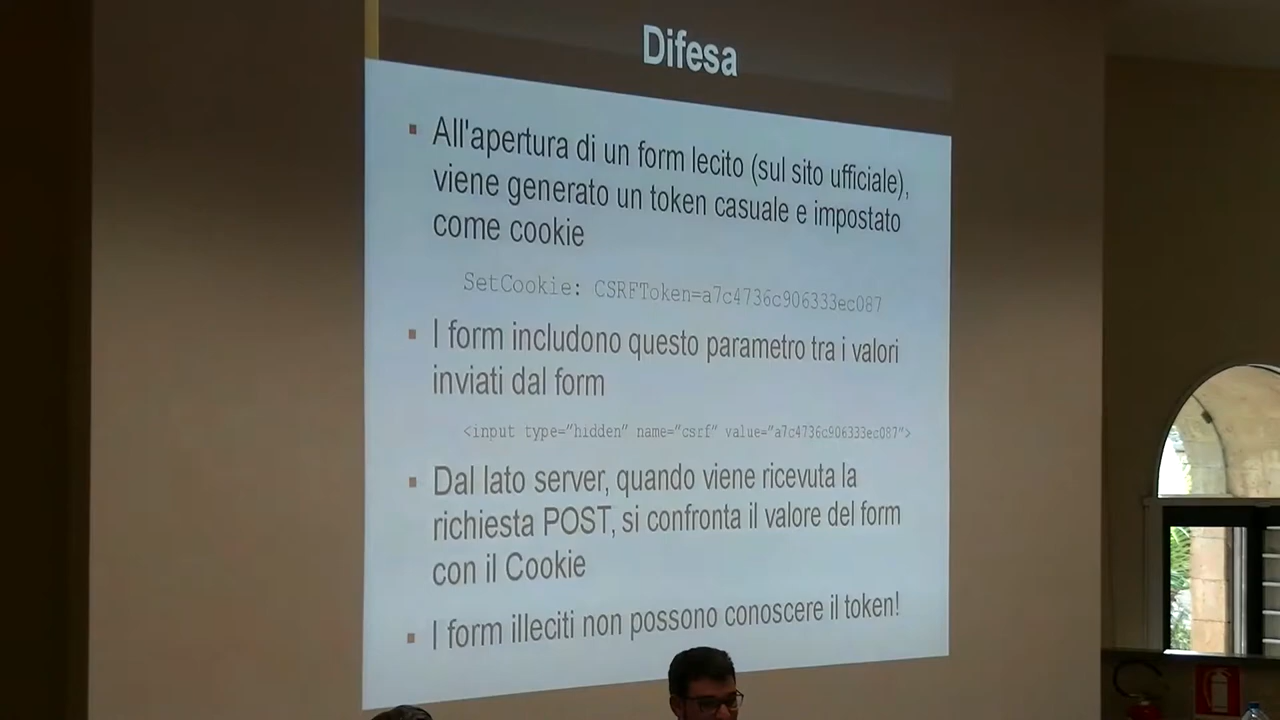 Difesa
All'apertura di un form lecito (sul sito ufficiale),
viene generato un token casuale e impostato
come cookie
SetCookie: CSRFToken=a7c4736c906333ec087
I form includono questo parametro tra i valori
inviati dal form
<input type="hidden" name="csrf" value="a7c4736c906333ec087">
Dal lato server, quando viene ricevuta la
richiesta POST, si confronta il valore del form
con il Cookie
I form illeciti non possono conoscere il token!